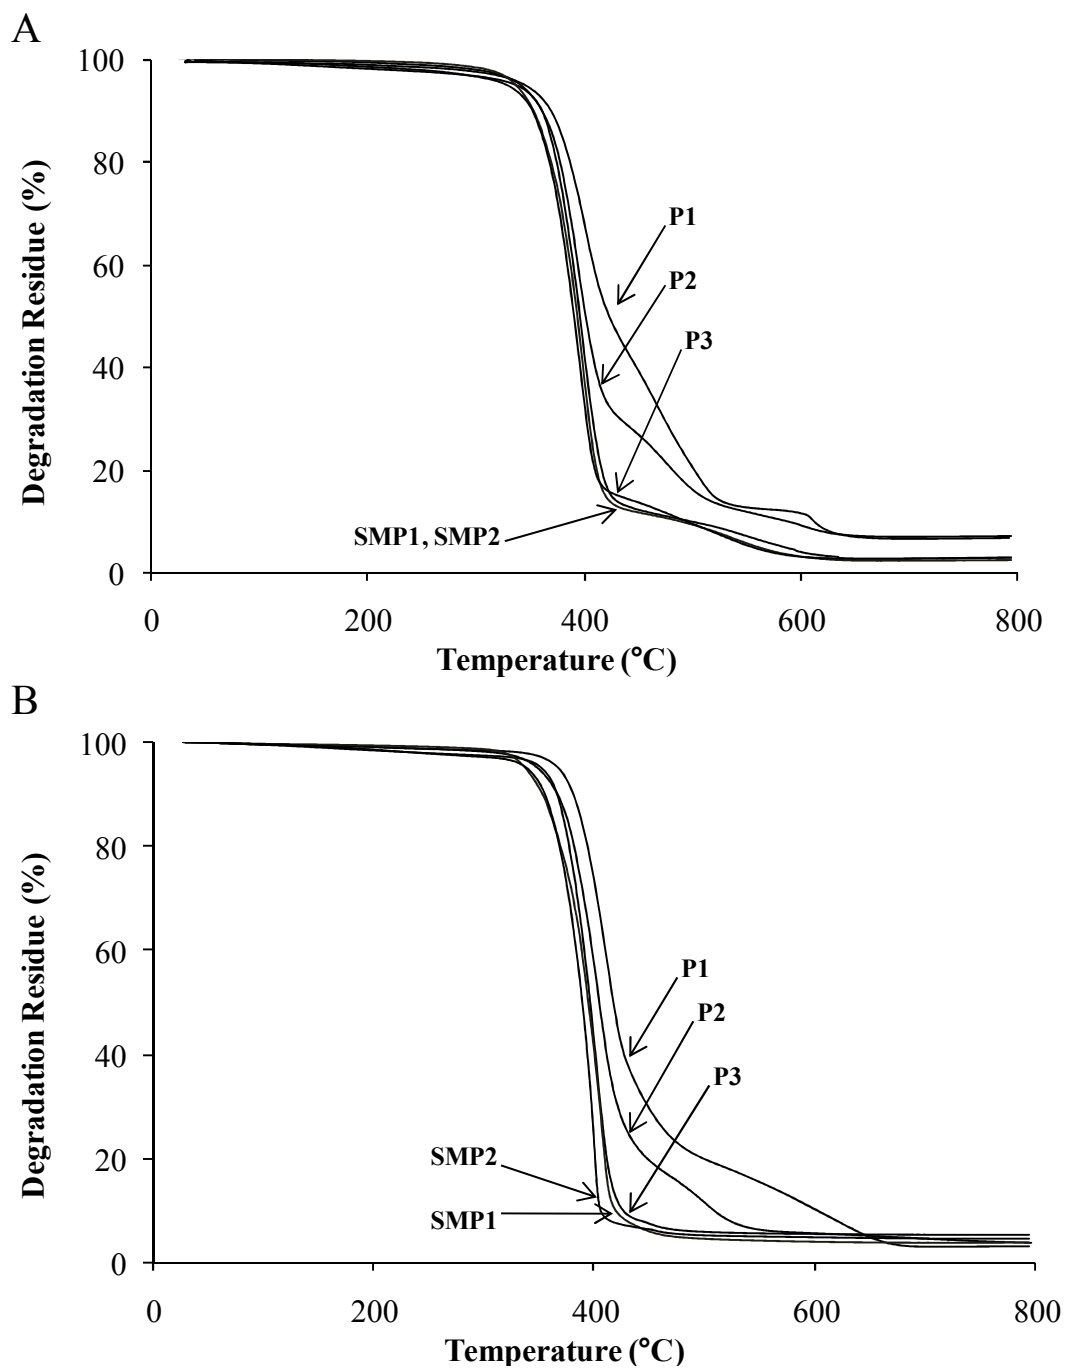 A
100
80
60
40
20
0
Degradation Residue (%)
P1
P2
P3
SMP1, SMP2
0 200 400 600 800
Temperature (°C)
B
100
80
60
40
20
0
Degradation Residue (%)
P1
P2
P3
SMP2
SMP1
0 200 400 600 800
Temperature (°C)